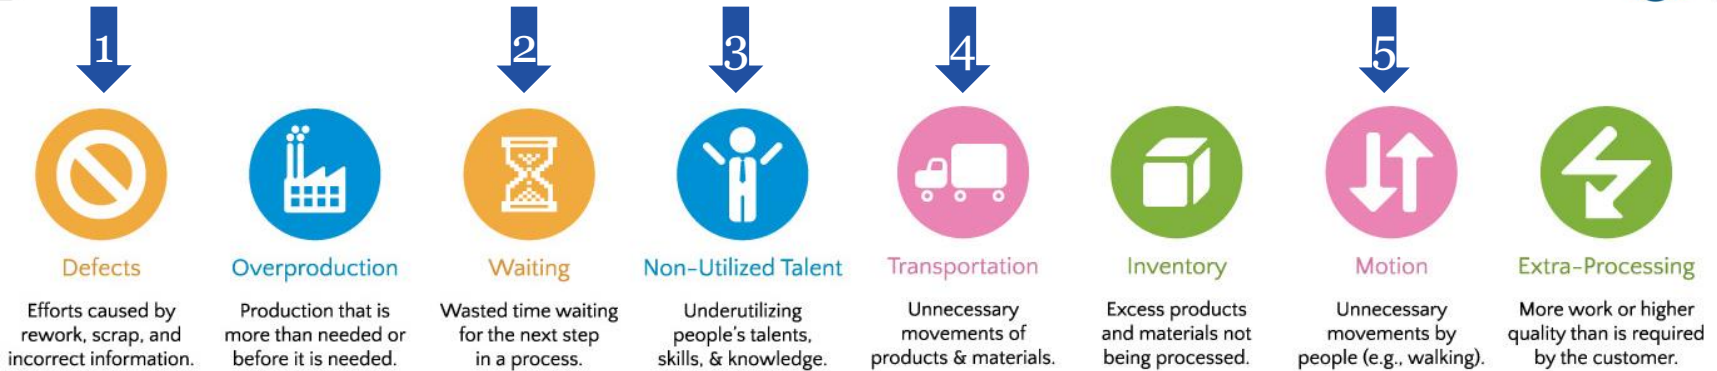 1
2
3
4
5
Defects
Efforts caused by
rework, scrap, and
incorrect information.
Overproduction
Production that is
more than needed or
before it is needed.
Waiting
Wasted time waiting
for the next step
in a process.
Non-Utilized Talent
Underutilizing
people's talents,
skills, & knowledge.
Transportation
Unnecessary
movements of
products & materials.
Inventory
Excess products
and materials not
being processed.
Motion
Unnecessary
movements by
people (e.g., walking).
Extra-Processing
More work or higher
quality than is required
by the customer.